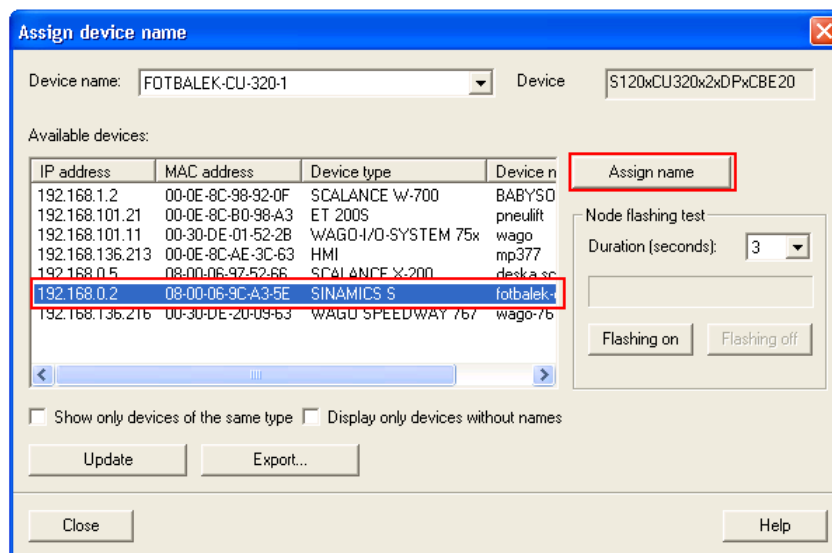 Assign device name
Device name: FOTBALEK-CU-320-1 Device S120xCU320x2xDPxCBE20
Available devices:
IP address MAC address Device type Device n
192.168.1.2 00-0E-8C-98-92-0F SCALANCE W-700 BABYSO
192.168.101.21 00-0E-8C-B0-98-A3 ET 200S pneulift
192.168.101.11 00-30-DE-01-52-2B WAGO-I/O-SYSTEM 75x wago
192.168.136.213 00-0E-8C-AE-3C-63 HMI mp377
192.168.0.5 08-00-06-97-52-66 SCALANCE X-200 deska.sc
192.168.0.2 08-00-06-9C-A3-5E SINAMICS S fotbalek-
192.168.136.216 00-30-DE-20-09-63 WAGO SPEEDWAY 767 wago-76
Assign name
Node flashing test
Duration (seconds): 3
Flashing on Flashing off
Show only devices of the same type Display only devices without names
Update Export...
Close Help